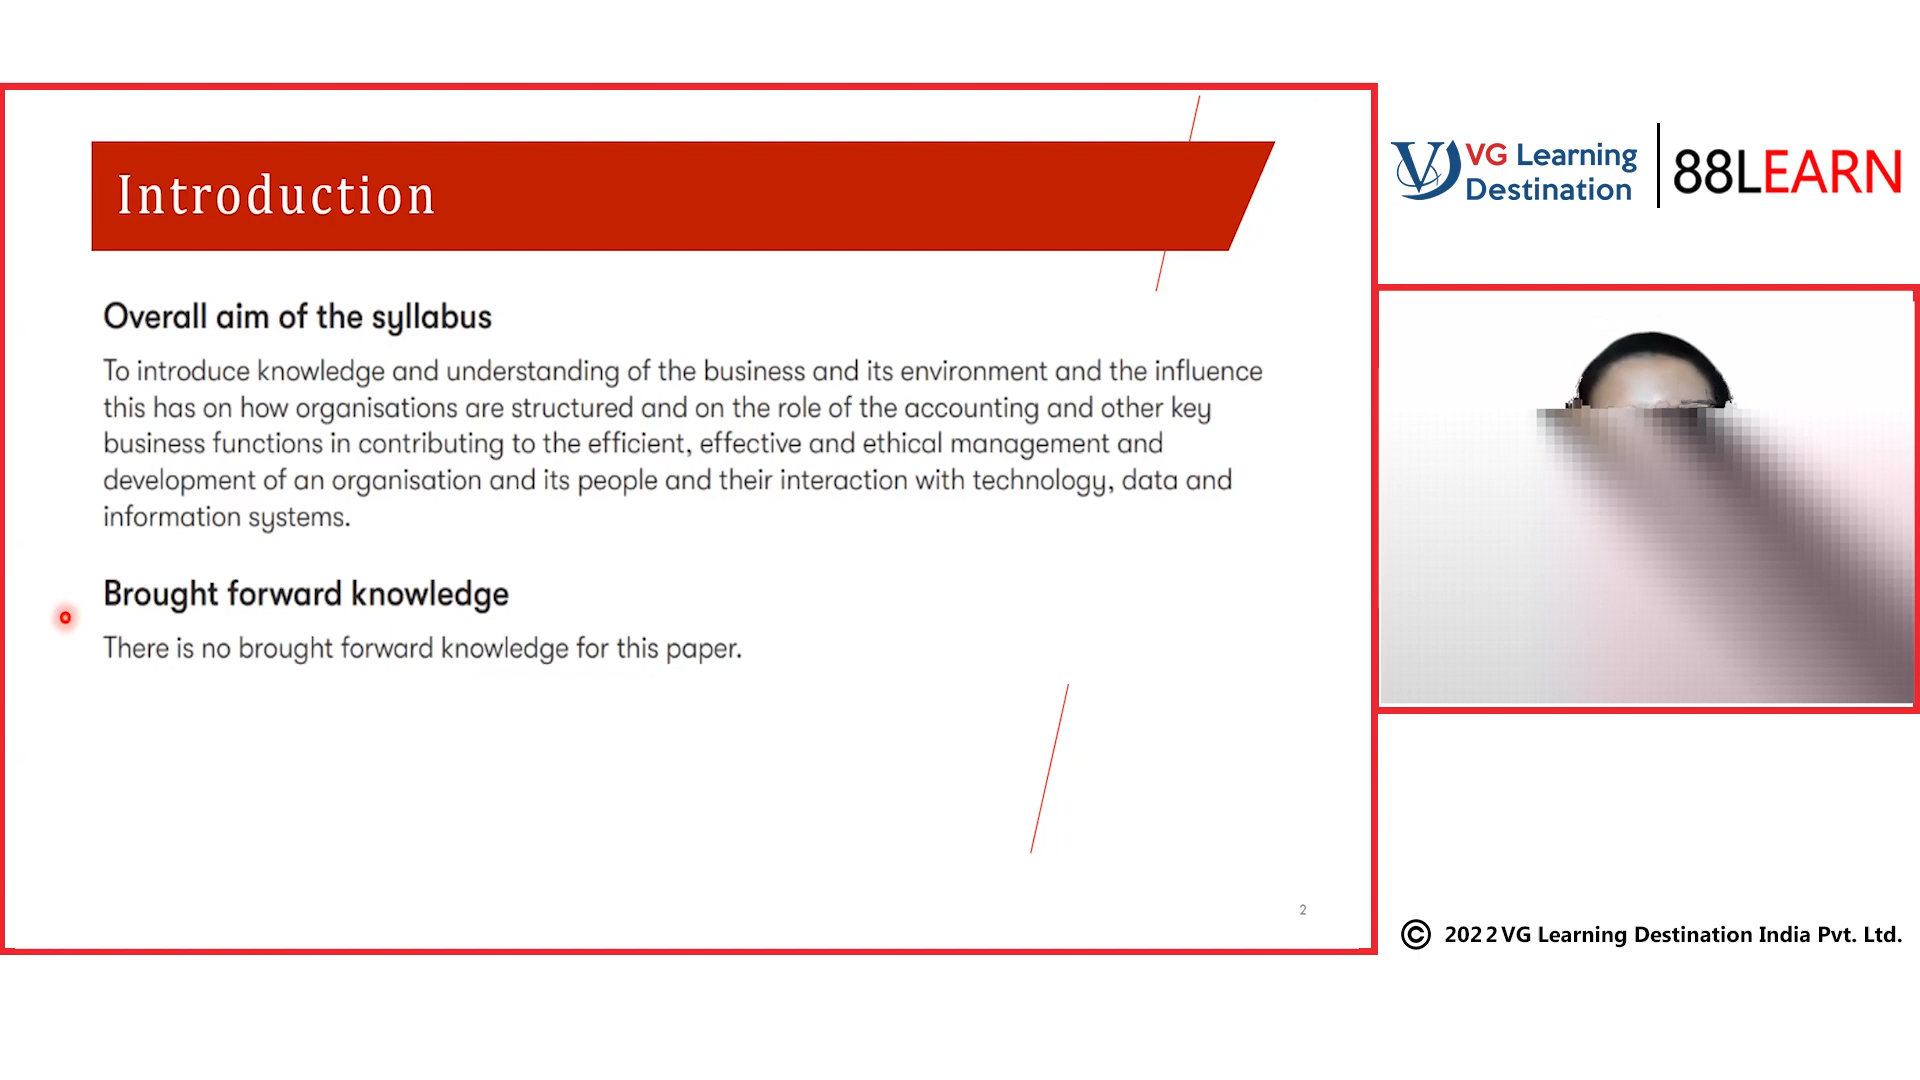 Introduction
Overall aim of the syllabus
To introduce knowledge and understanding of the business and its environment and the influence
this has on how organisations are structured and on the role of the accounting and other key
business functions in contributing to the efficient, effective and ethical management and
development of an organisation and its people and their interaction with technology, data and
information systems.
Brought forward knowledge
There is no brought forward knowledge for this paper.
2
VG Learning
Destination
88LEARN
© 2022 VG Learning Destination India Pvt. Ltd.